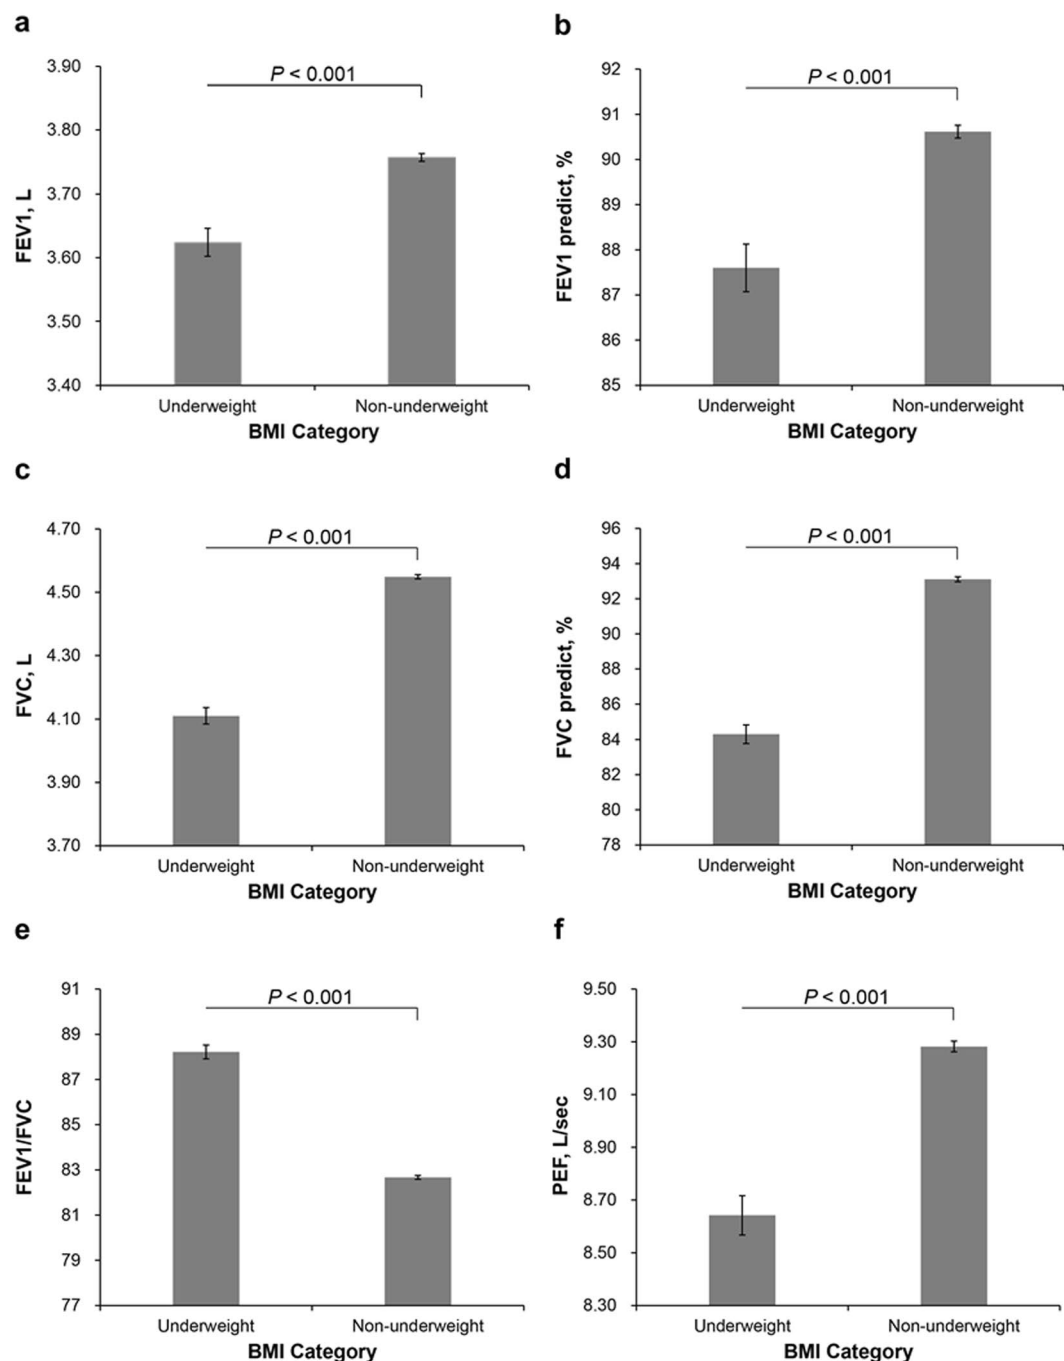 a
P < 0.001
FEV1, L
3.90
3.80
3.70
3.60
3.50
3.40
Underweight
Non-underweight
BMI Category
b
P < 0.001
FEV1 predict, %
92
91
90
89
88
87
86
85
Underweight
Non-underweight
BMI Category
c
P < 0.001
FVC, L
4.70
4.50
4.30
4.10
3.90
3.70
Underweight
Non-underweight
BMI Category
d
P < 0.001
FVC predict, %
96
94
92
90
88
86
84
82
80
78
Underweight
Non-underweight
BMI Category
e
P < 0.001
FEV1/FVC
91
89
87
85
83
81
79
77
Underweight
Non-underweight
BMI Category
f
P < 0.001
PEF, L/sec
9.50
9.30
9.10
8.90
8.70
8.50
8.30
Underweight
Non-underweight
BMI Category